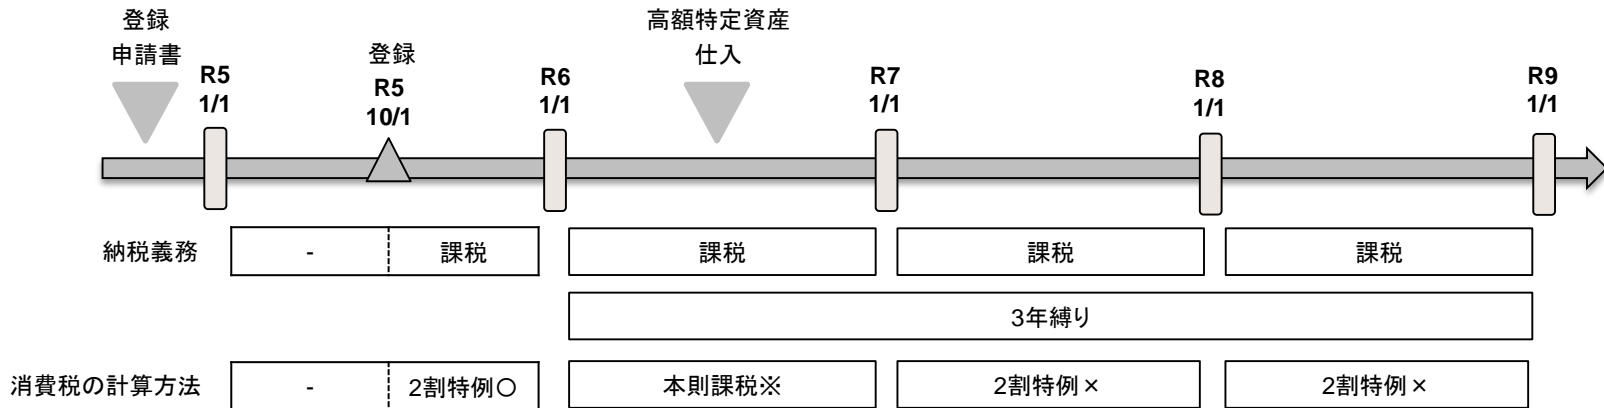 登録
申請書
高額特定資産
仕入
登録
R5
1/1
R5
10/1
R6
1/1
R7
1/1
R8
1/1
R9
1/1
納税義務
-
課税
課税
課税
課税
3年縛り
消費税の計算方法
-
2割特例○
本則課税※
2割特例×
2割特例×